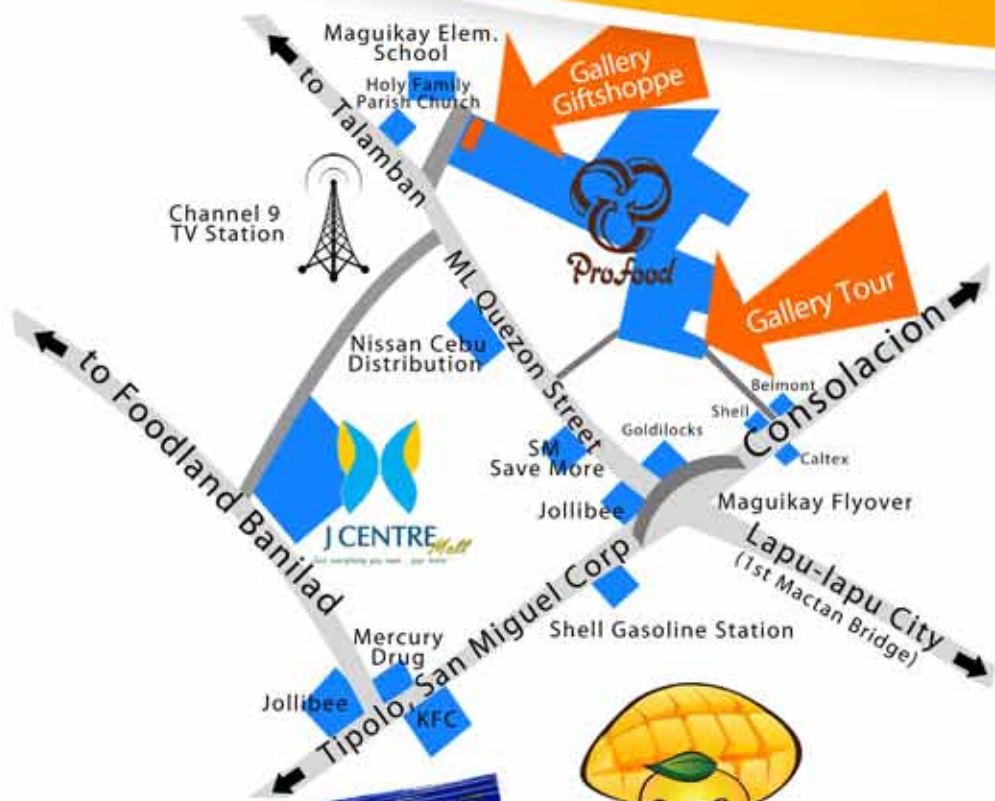 Maguikay Elem.
School
Holy Family
Parish Church
to Talamban
Gallery
Giftshoppe
Channel 9
TV Station
Profood
ML Quezon Street
Gallery Tour
Nissan Cebu
Distribution
to Foodland Banilad
Consolacion
Belmont
Shell
Goldilocks
Caltex
SM
Save More
Jollibee
Maguikay Flyover
J CENTRE Mall
Lapu-lapu City
(1st Mactan Bridge)
Tipolo, San Miguel Corp
Shell Gasoline Station
Mercury
Drug
Jollibee
KFC